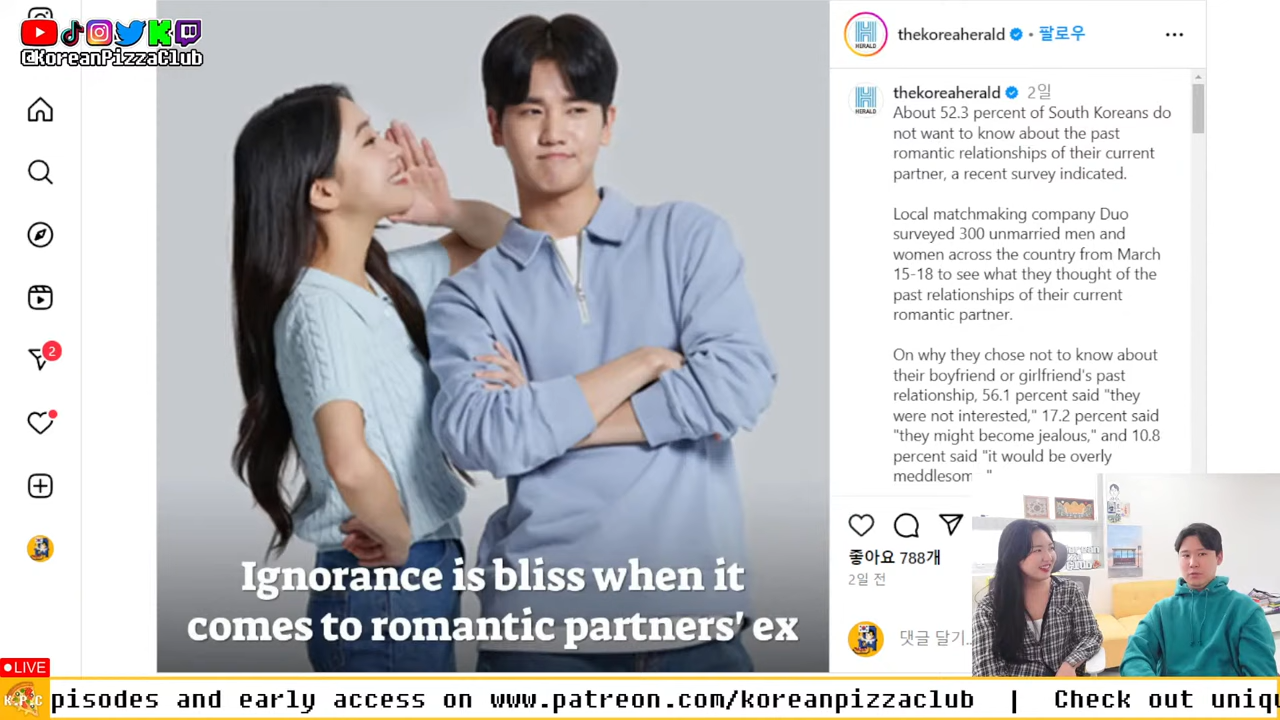 @KoreanPizzaClub
thekoreaherald • 팔로우
HERALD
thekoreaherald 2일
HERALD
About 52.3 percent of South Koreans do
not want to know about the past
romantic relationships of their current
partner, a recent survey indicated.
Local matchmaking company Duo
surveyed 300 unmarried men and
women across the country from March
15-18 to see what they thought of the
past relationships of their current
romantic partner.
On why they chose not to know about
their boyfriend or girlfriend's past
relationship, 56.1 percent said "they
were not interested," 17.2 percent said
"they might become jealous," and 10.8
percent said "it would be overly
2
Ignorance is bliss when it
comes to romantic partners' ex
좋아요 788개
2일 전
댓글 달기...
LIVE
K.P.C
pisodes and early access on www.patreon.com/koreanpizzaclub | Check out uniqu